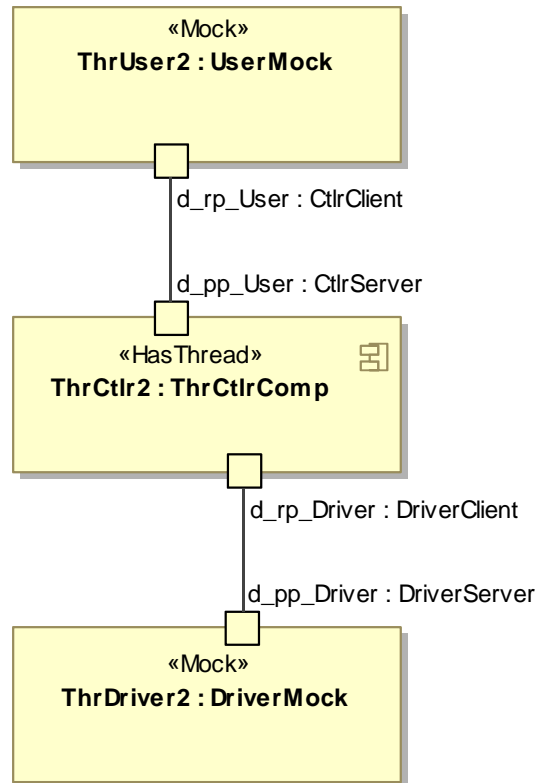 «Mock»
ThrUser2 : UserMock
d_rp_User : CtlrClient
d_pp_User : CtlrServer
«HasThread»
ThrCtlr2 : ThrCtlrComp
d_rp_Driver : DriverClient
d_pp_Driver : DriverServer
«Mock»
ThrDriver2 : DriverMock